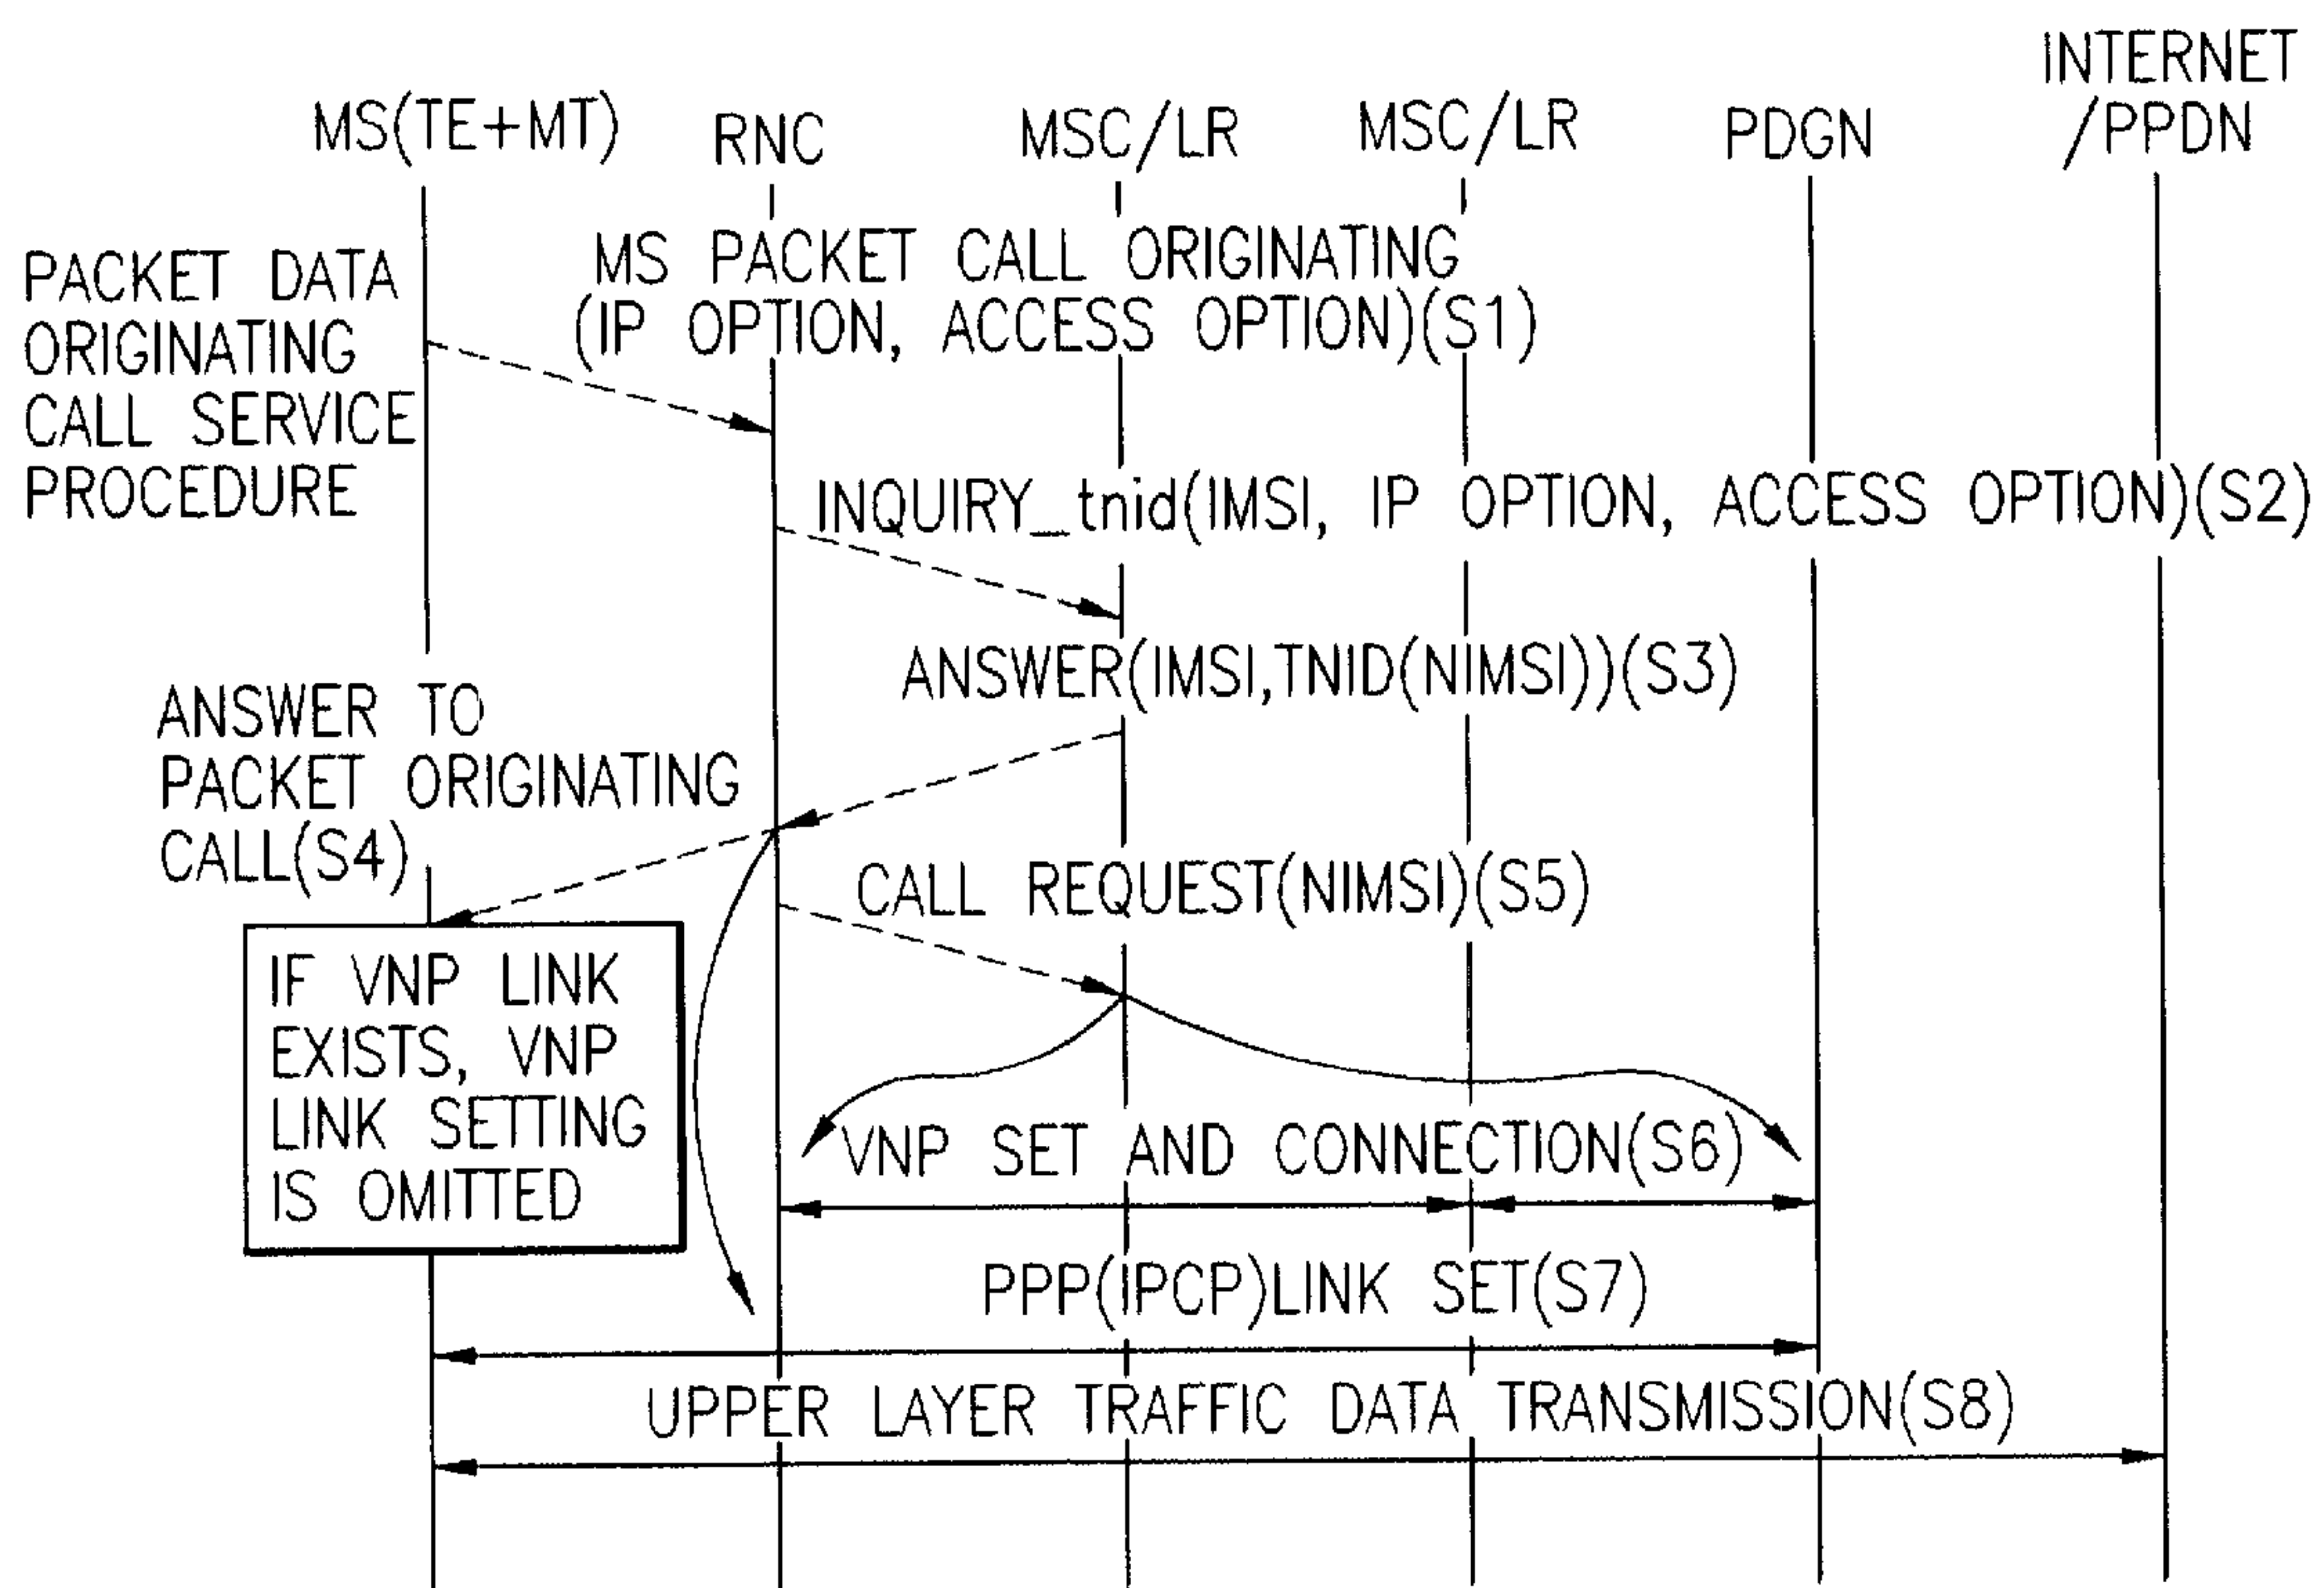 INTERNET
/PPDN
MS(TE+MT)
RNC
MSC/LR
MSC/LR
PDGN
PACKET DATA
ORIGINATING
CALL SERVICE
PROCEDURE
MS PACKET CALL ORIGINATING
(IP OPTION, ACCESS OPTION)(S1)
INQUIRY_tnid(IMSI, IP OPTION, ACCESS OPTION)(S2)
ANSWER(IMSI,TNID(NIMSI))(S3)
ANSWER TO
PACKET ORIGINATING
CALL(S4)
CALL REQUEST(NIMSI)(S5)
IF VNP LINK
EXISTS, VNP
LINK SETTING
IS OMITTED
VNP SET AND CONNECTION(S6)
PPP(IPCP)LINK SET(S7)
UPPER LAYER TRAFFIC DATA TRANSMISSION(S8)